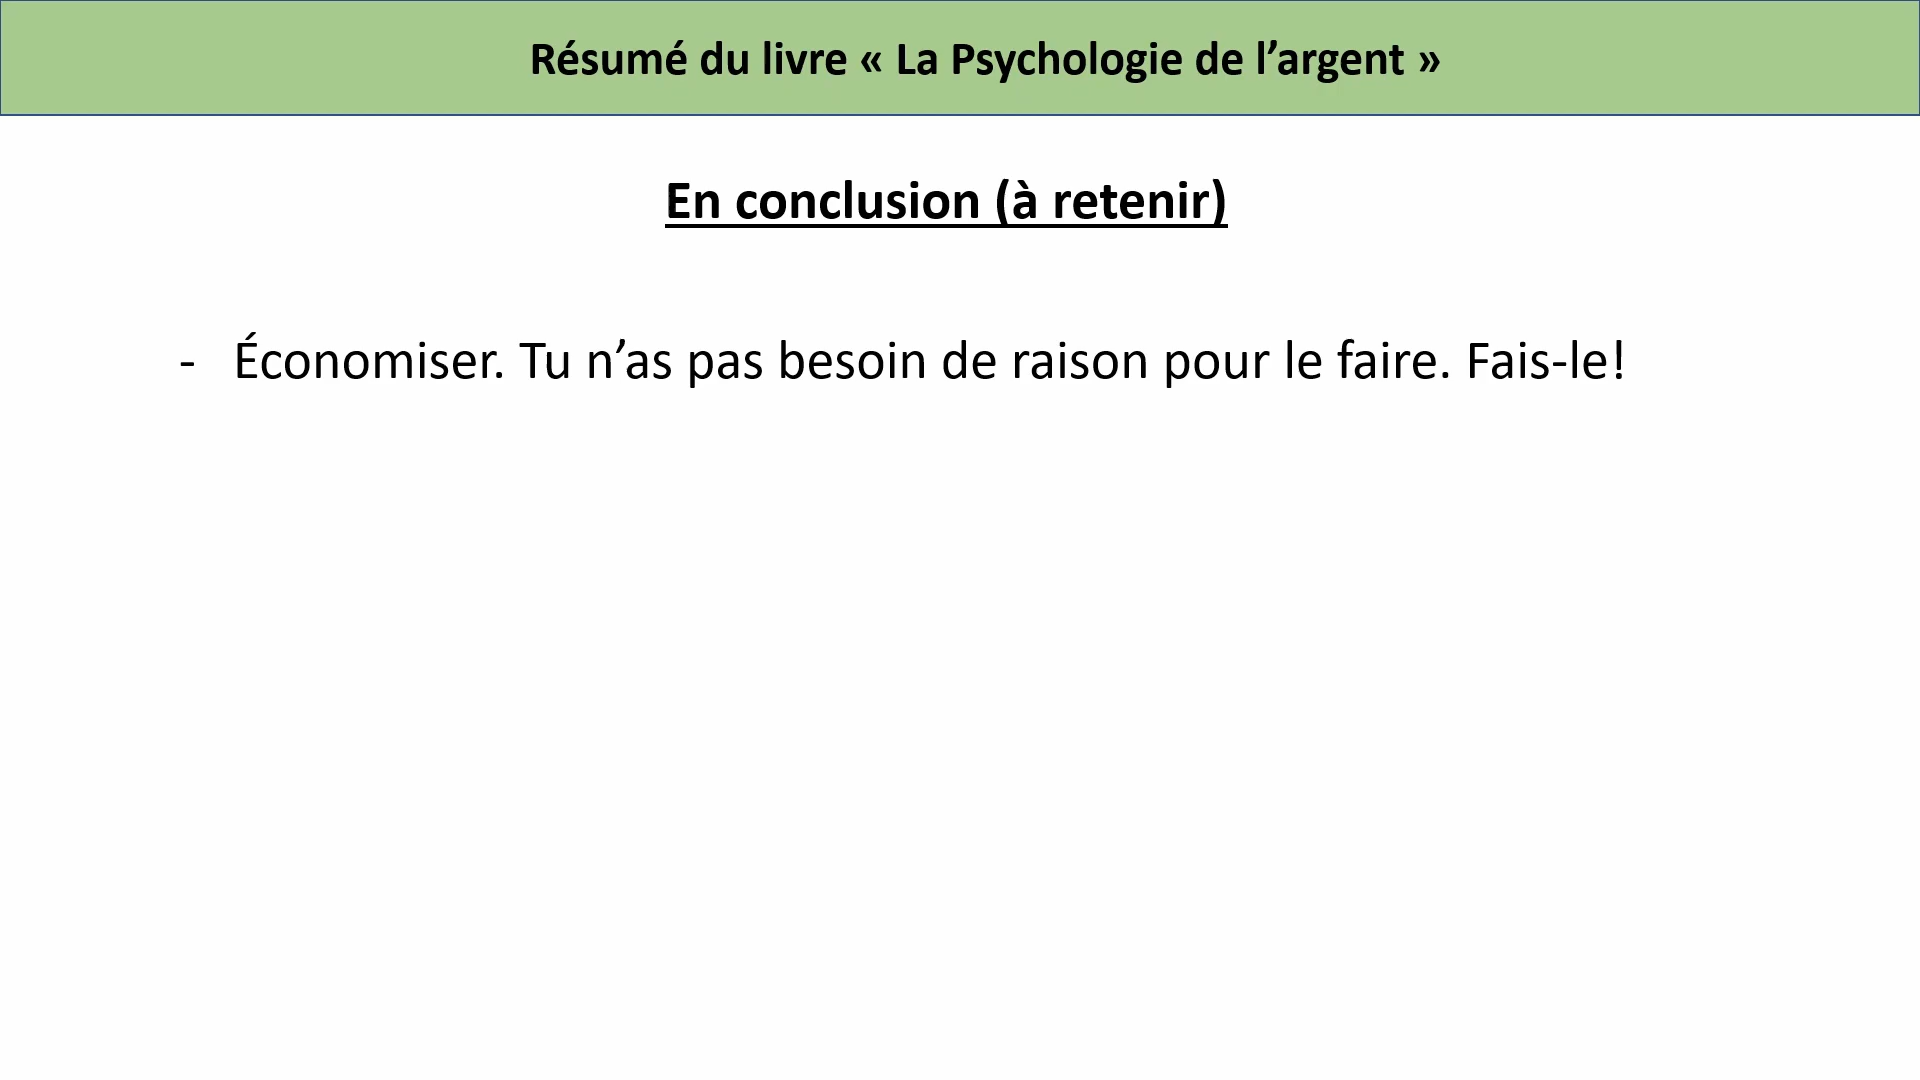 Résumé du livre « La Psychologie de l’argent »
En conclusion (à retenir)
- Économiser. Tu n’as pas besoin de raison pour le faire. Fais-le!